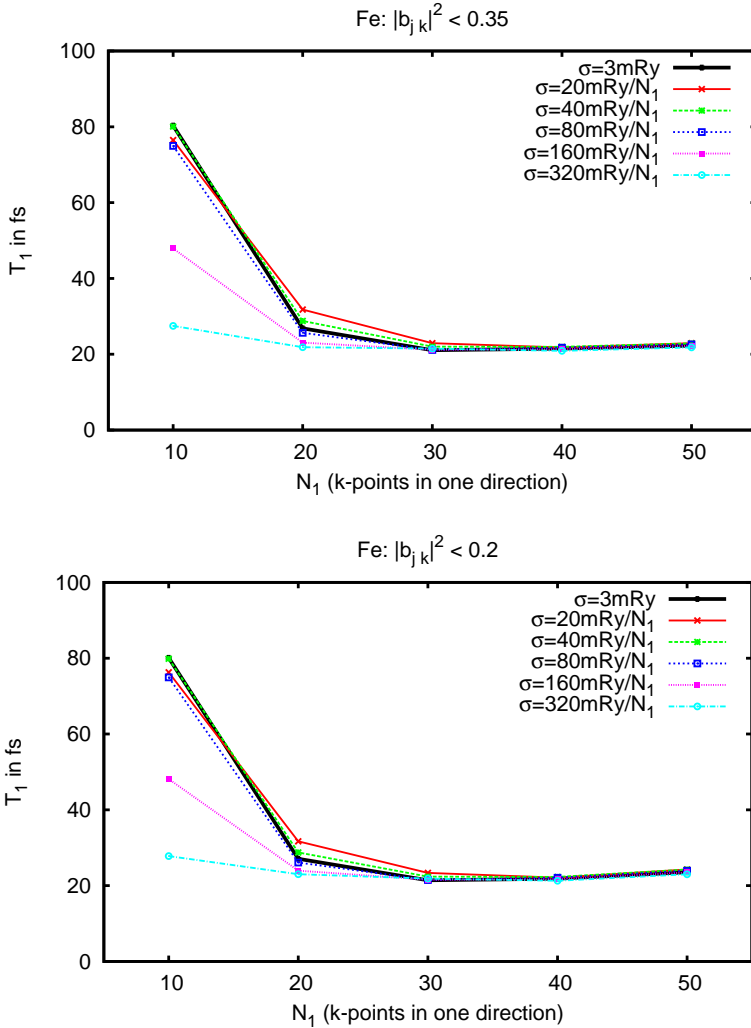 Fe: |b_{j k}|^2 < 0.35
100
80
60
40
20
0
T_1 in fs
σ=3mRy
σ=20mRy/N_1
σ=40mRy/N_1
σ=80mRy/N_1
σ=160mRy/N_1
σ=320mRy/N_1
10 20 30 40 50
N_1 (k-points in one direction)
Fe: |b_{j k}|^2 < 0.2
100
80
60
40
20
0
T_1 in fs
σ=3mRy
σ=20mRy/N_1
σ=40mRy/N_1
σ=80mRy/N_1
σ=160mRy/N_1
σ=320mRy/N_1
10 20 30 40 50
N_1 (k-points in one direction)